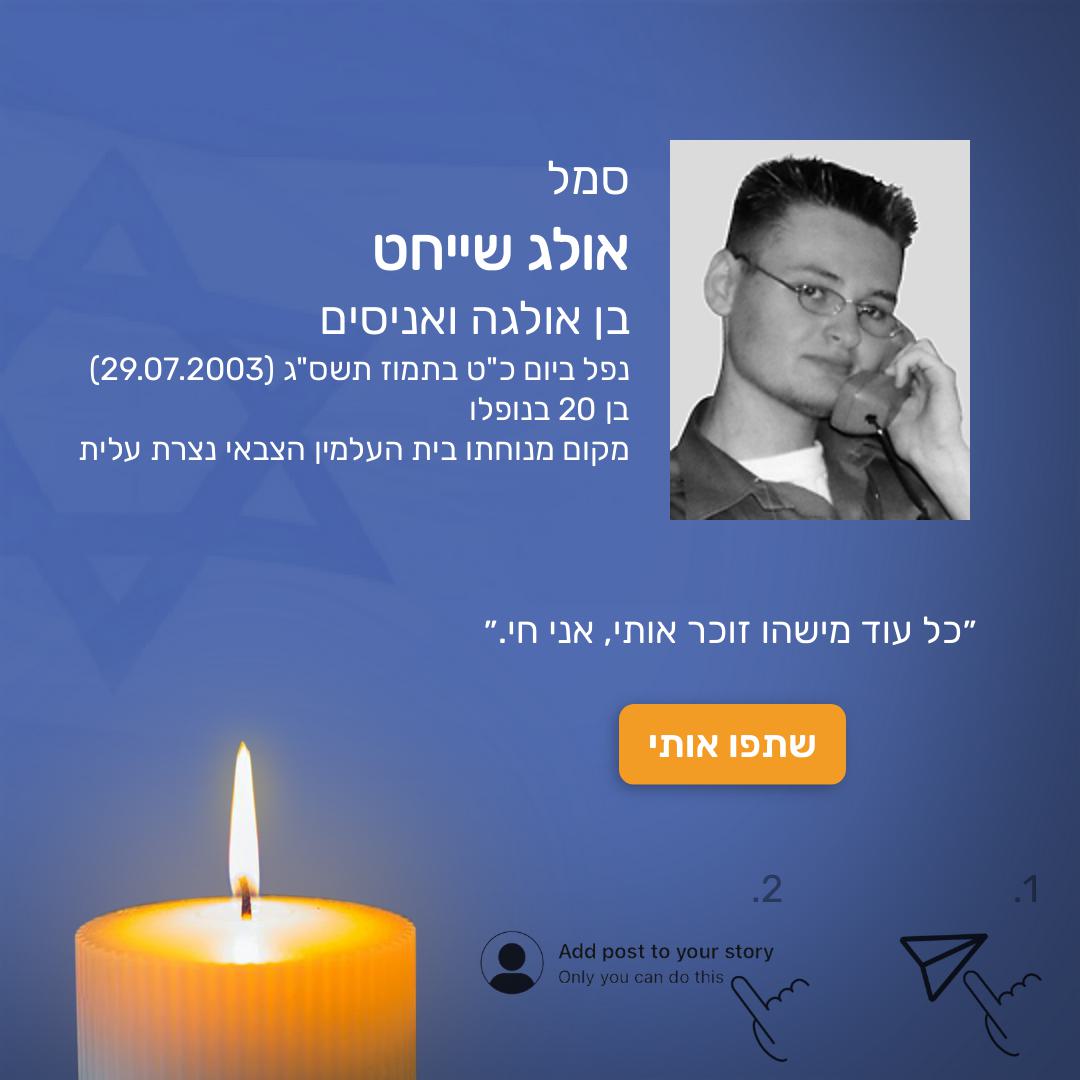 סמל
אולג שייחט
בן אולגה ואניסים
נפל ביום כ"ט בתמוז תשס"ג (29.07.2003)
בן 20 בנופלו
מקום מנוחתו בית העלמין הצבאי נצרת עלית
״כל עוד מישהו זוכר אותי, אני חי.״
שתפו אותי
1.
2.
Add post to your story
Only you can do this